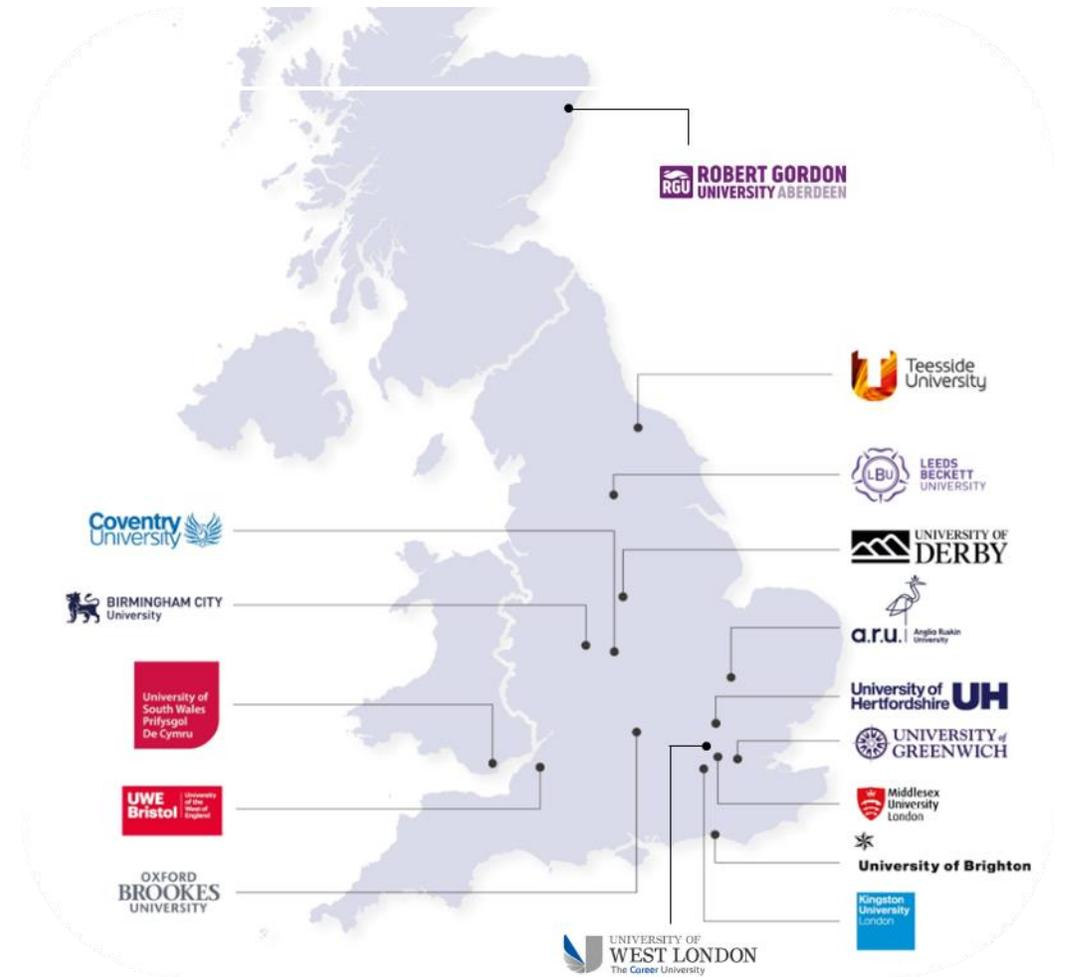 RGU ROBERT GORDON
UNIVERSITY ABERDEEN
Teesside
University
LBU LEEDS
BECKETT
UNIVERSITY
Coventry
University
UNIVERSITY OF
DERBY
BIRMINGHAM CITY
University
a.r.u. Anglia Ruskin
University
University of
South Wales
Prifysgol
De Cymru
University of
Hertfordshire UH
UNIVERSITY of
GREENWICH
UWE
Bristol
University
of the
West of
England
Middlesex
University
London
University of Brighton
OXFORD
BROOKES
UNIVERSITY
Kingston
University
London
UNIVERSITY OF
WEST LONDON
The Career University